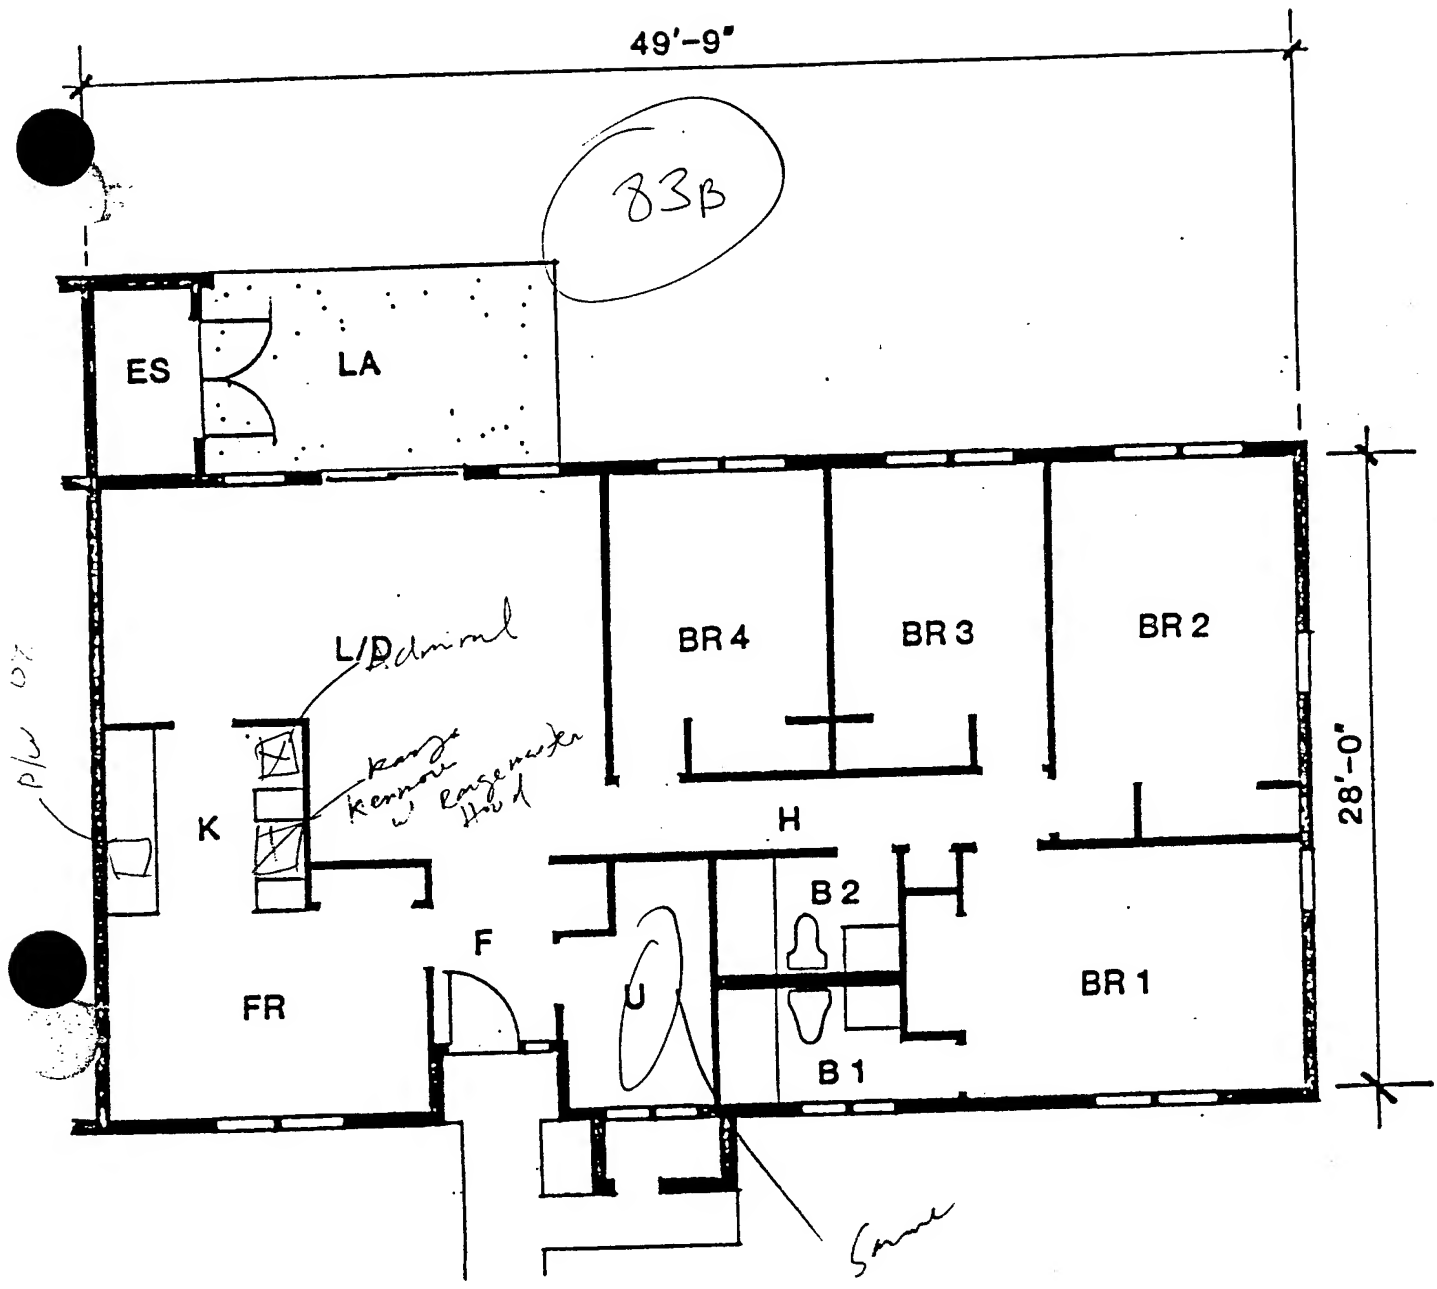 49'-9"
83B
ES
LA
L/D
Admiral
BR 4
BR 3
BR 2
Range
Kenmore
w Rangemaster
Hood
28'-0"
K
H
B 2
F
FR
U
BR 1
B 1
Same